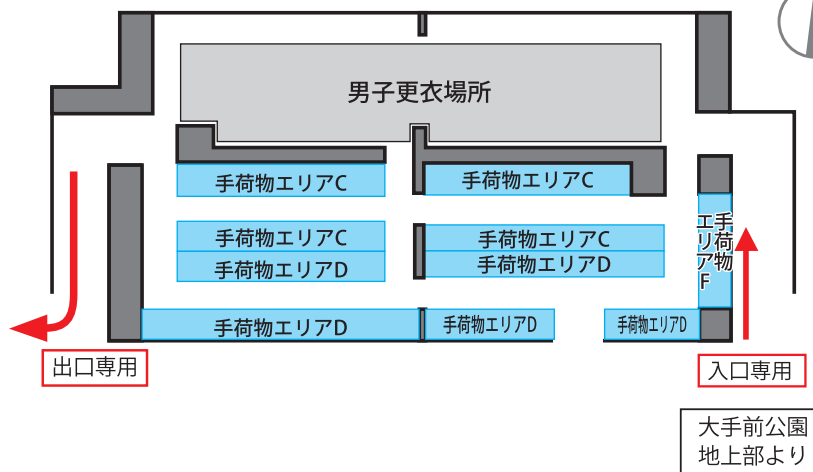 男子更衣場所
手荷物エリアC
手荷物エリアC
手荷物エリアC
手荷物エリアC
手荷物エリアD
手荷物エリアD
手荷物エリアF
手荷物エリアD
手荷物エリアD
手荷物エリアD
出口専用
入口専用
大手前公園
地上部より